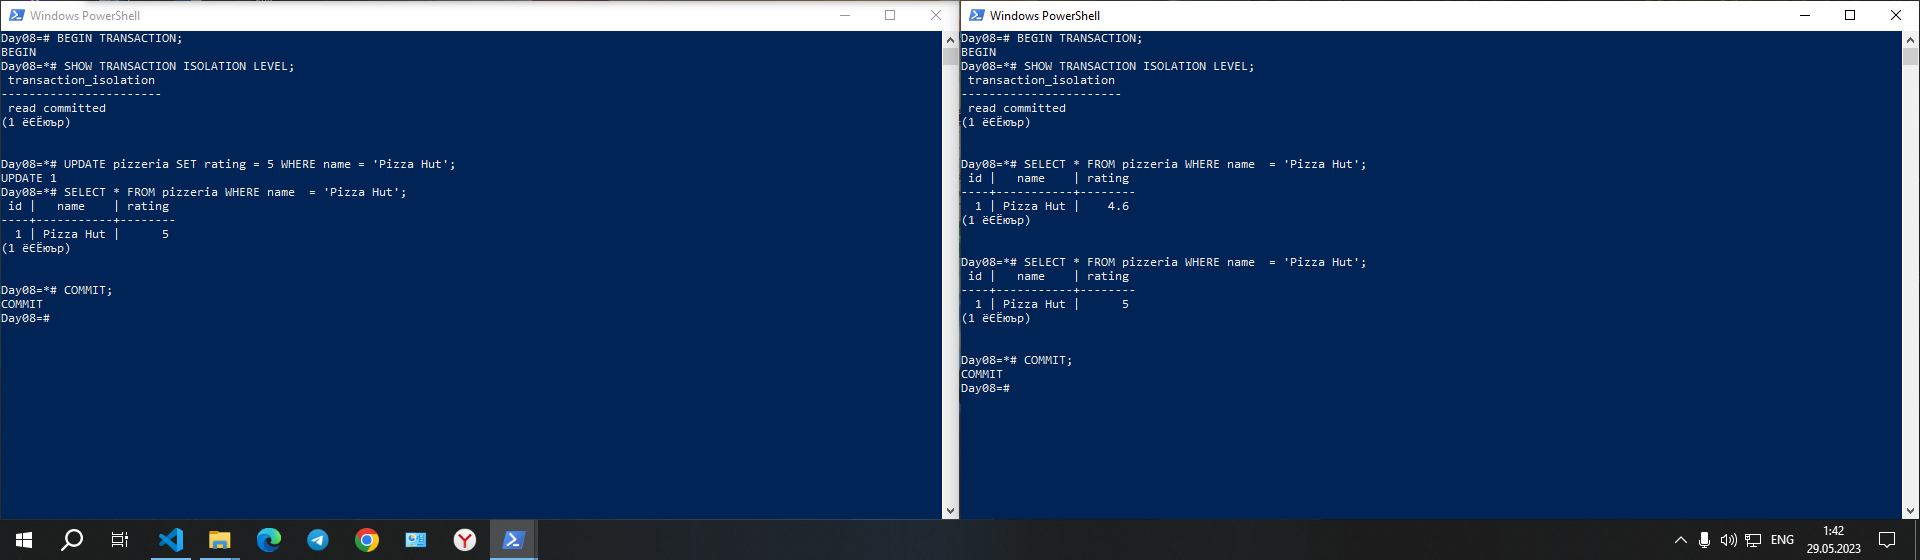 Windows PowerShell
Day08=# BEGIN TRANSACTION;
BEGIN
Day08=*# SHOW TRANSACTION ISOLATION LEVEL;
transaction_isolation
-----------------------
read committed
(1 ёЄЁюър)
Day08=*# UPDATE pizzeria SET rating = 5 WHERE name = 'Pizza Hut';
UPDATE 1
Day08=*# SELECT * FROM pizzeria WHERE name  = 'Pizza Hut';
id |   name    | rating
----+-----------+--------
1 | Pizza Hut |      5
(1 ёЄЁюър)
Day08=*# COMMIT;
COMMIT
Day08=#
Windows PowerShell
Day08=# BEGIN TRANSACTION;
BEGIN
Day08=*# SHOW TRANSACTION ISOLATION LEVEL;
transaction_isolation
-----------------------
read committed
(1 ёЄЁюър)
Day08=*# SELECT * FROM pizzeria WHERE name  = 'Pizza Hut';
id |   name    | rating
----+-----------+--------
1 | Pizza Hut |    4.6
(1 ёЄЁюър)
Day08=*# SELECT * FROM pizzeria WHERE name  = 'Pizza Hut';
id |   name    | rating
----+-----------+--------
1 | Pizza Hut |      5
(1 ёЄЁюър)
Day08=*# COMMIT;
COMMIT
Day08=#
ENG
1:42
29.05.2023